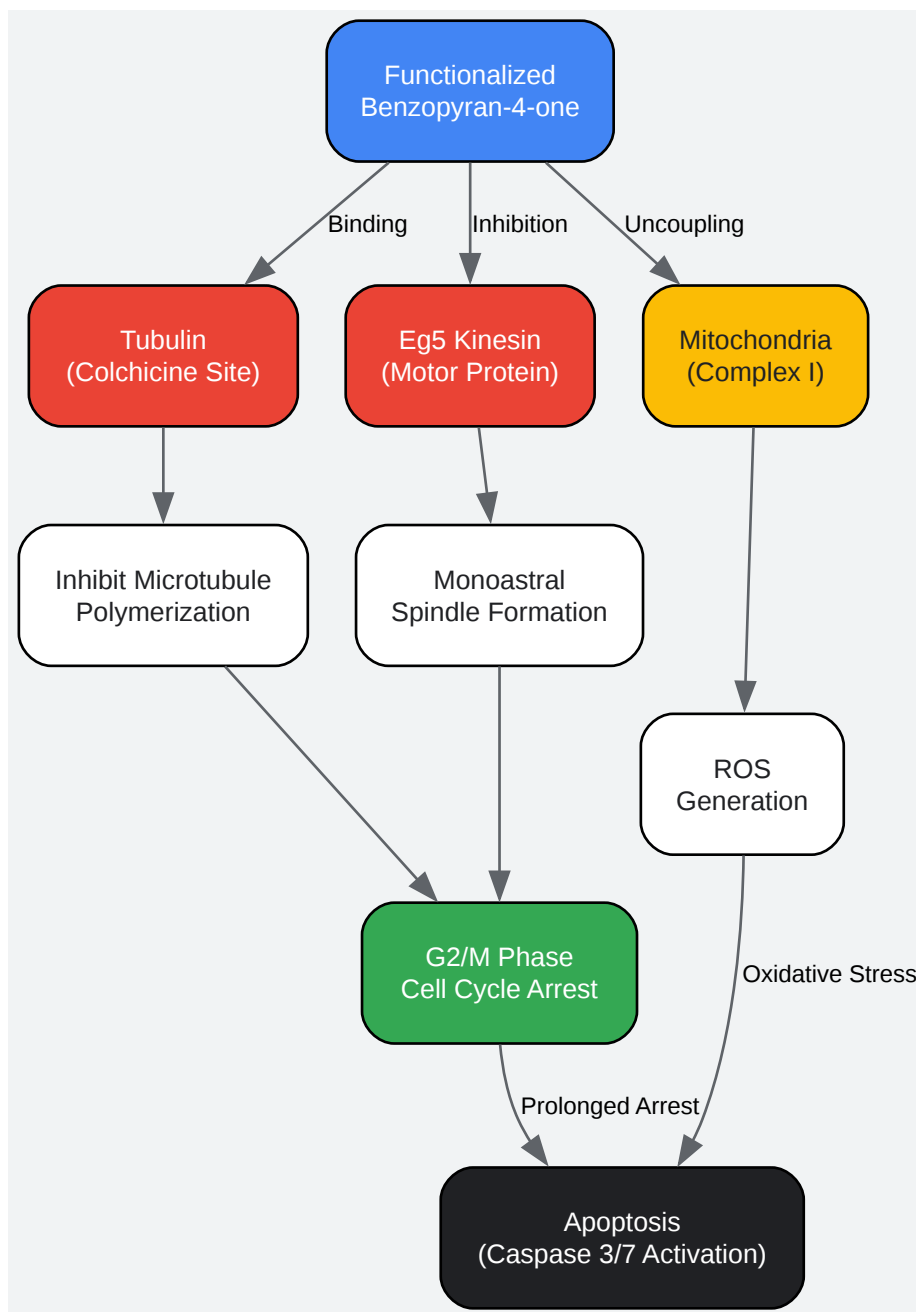 Functionalized
Benzopyran-4-one
Binding
Inhibition
Uncoupling
Tubulin
(Colchicine Site)
Eg5 Kinesin
(Motor Protein)
Mitochondria
(Complex I)
Inhibit Microtubule
Polymerization
Monoastral
Spindle Formation
ROS
Generation
G2/M Phase
Cell Cycle Arrest
Oxidative Stress
Prolonged Arrest
Apoptosis
(Caspase 3/7 Activation)